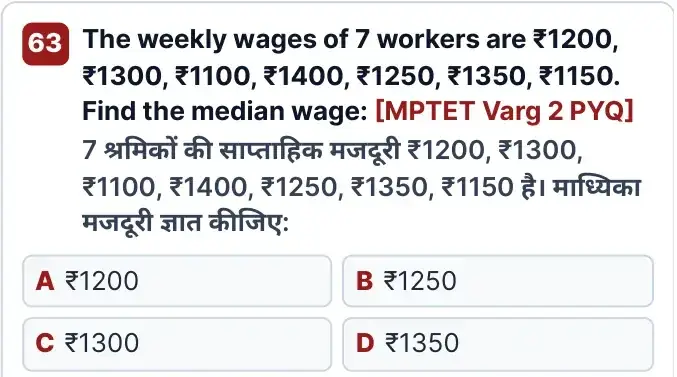 63 The weekly wages of 7 workers are ₹1200,
₹1300, ₹1100, ₹1400, ₹1250, ₹1350, ₹1150.
Find the median wage: [MPTET Varg 2 PYQ]
7 श्रमिकों की साप्ताहिक मजदूरी ₹1200, ₹1300,
₹1100, ₹1400, ₹1250, ₹1350, ₹1150 है। माध्यिका
मजदूरी ज्ञात कीजिए:
A ₹1200 B ₹1250
C ₹1300 D ₹1350